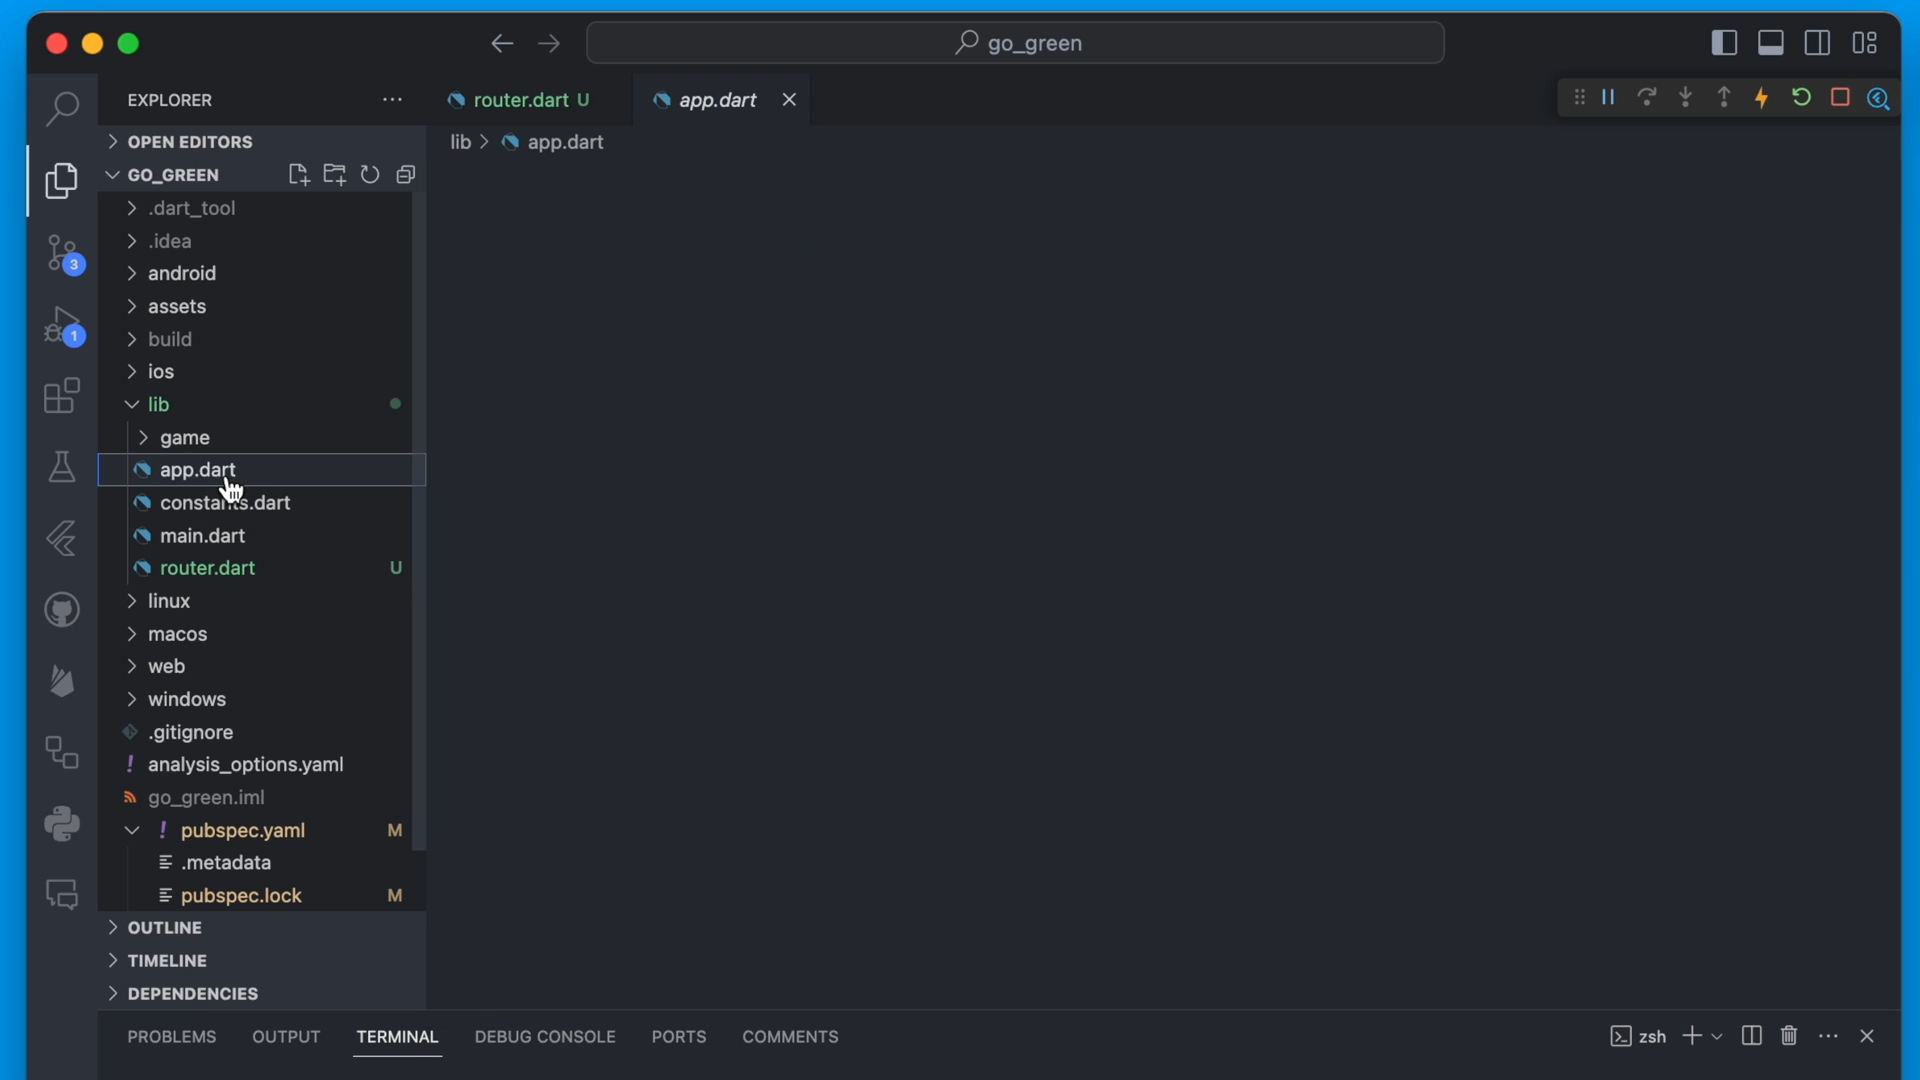 go_green
EXPLORER
router.dart U
app.dart
OPEN EDITORS
lib > app.dart
GO_GREEN
.dart_tool
.idea
3
android
assets
1
build
ios
lib
game
app.dart
constants.dart
main.dart
router.dart U
linux
macos
web
windows
.gitignore
! analysis_options.yaml
go_green.iml
! pubspec.yaml M
.metadata
pubspec.lock M
OUTLINE
TIMELINE
DEPENDENCIES
PROBLEMS OUTPUT TERMINAL DEBUG CONSOLE PORTS COMMENTS zsh